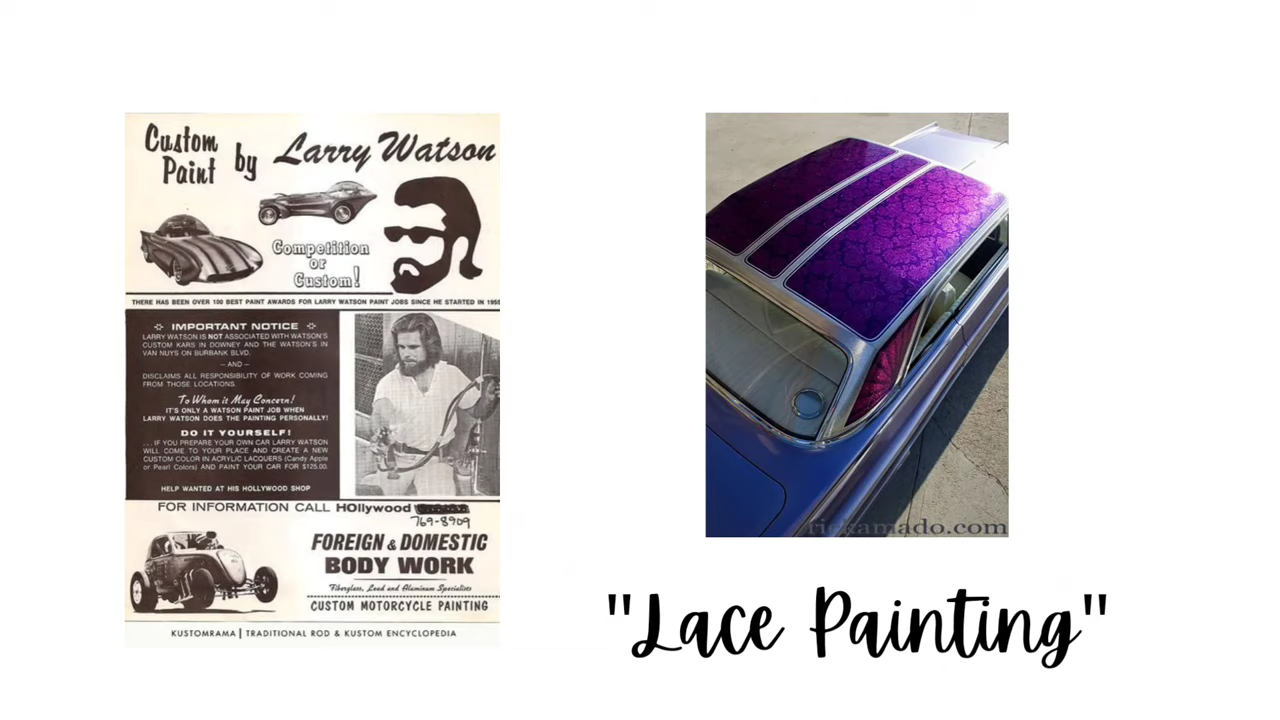 Custom
Paint by Larry Watson
Competition
or
Custom!
THERE HAS BEEN OVER 100 BEST PAINT AWARDS FOR LARRY WATSON PAINT JOBS SINCE HE STARTED IN
IMPORTANT NOTICE
LARRY WATSON IS NOT ASSOCIATED WITH WATSON'S
CUSTOM KARS IN DOWNEY AND THE WATSON'S IN
VAN NUYS ON BURBANK BLVD.
— AND —
DISCLAIMS ALL RESPONSIBILITY OF WORK COMING
FROM THOSE LOCATIONS.
To Whom it May Concern!
IT'S ONLY A WATSON PAINT JOB WHEN
LARRY WATSON DOES THE PAINTING PERSONALLY!
DO IT YOURSELF!
... IF YOU PREPARE YOUR OWN CAR LARRY WATSON
WILL COME TO YOUR PLACE AND CREATE A NEW
CUSTOM COLOR IN ACRYLIC LACQUERS (Candy Apple
or Pearl Colors) AND PAINT YOUR CAR FOR $125.00.
HELP WANTED AT HIS HOLLYWOOD SHOP
FOR INFORMATION CALL HOllywood
769-8909
FOREIGN & DOMESTIC
BODY WORK
Fiberglass, Lead and Aluminum Specialists
CUSTOM MOTORCYCLE PAINTING
KUSTOMRAMA | TRADITIONAL ROD & KUSTOM ENCYCLOPEDIA
rickamado.com
"Lace Painting"